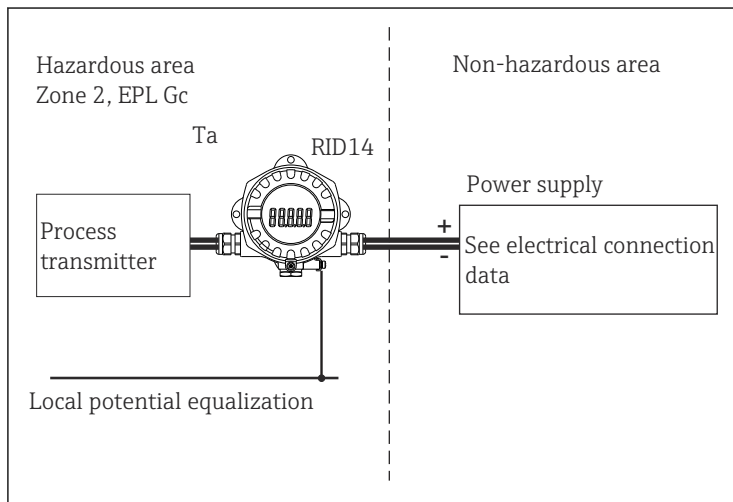 Hazardous area
Zone 2, EPL Gc
Non-hazardous area
Ta
RID14
Power supply
Process
transmitter
+
-
See electrical connection
data
Local potential equalization